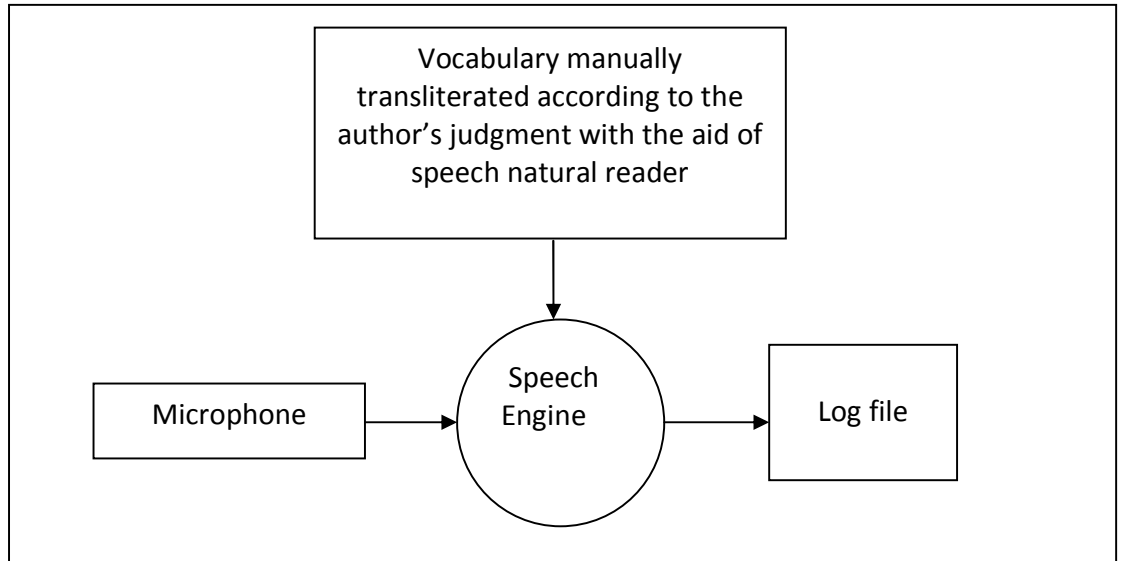 Vocabulary manually
transliterated according to the
author’s judgment with the aid of
speech natural reader
Speech
Engine
Microphone
Log file